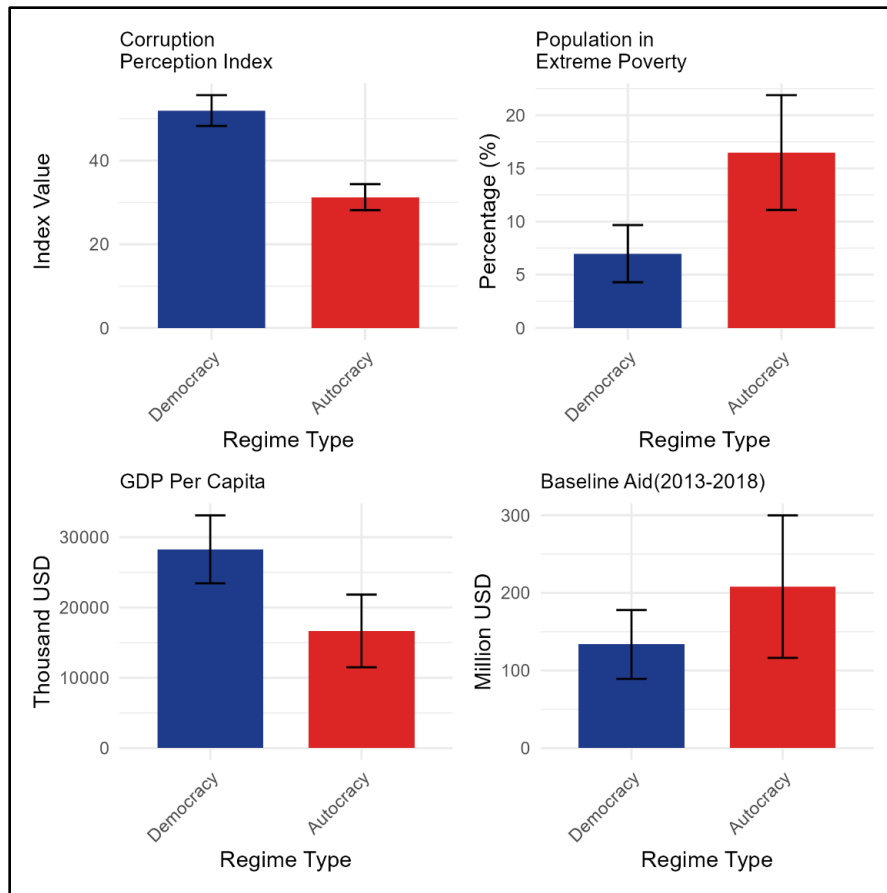 Corruption
Perception Index
Index Value
40
20
0
Democracy
Autocracy
Regime Type
Population in
Extreme Poverty
Percentage (%)
20
15
10
5
0
Democracy
Autocracy
Regime Type
GDP Per Capita
Thousand USD
30000
20000
10000
0
Democracy
Autocracy
Regime Type
Baseline Aid(2013-2018)
Million USD
300
200
100
0
Democracy
Autocracy
Regime Type